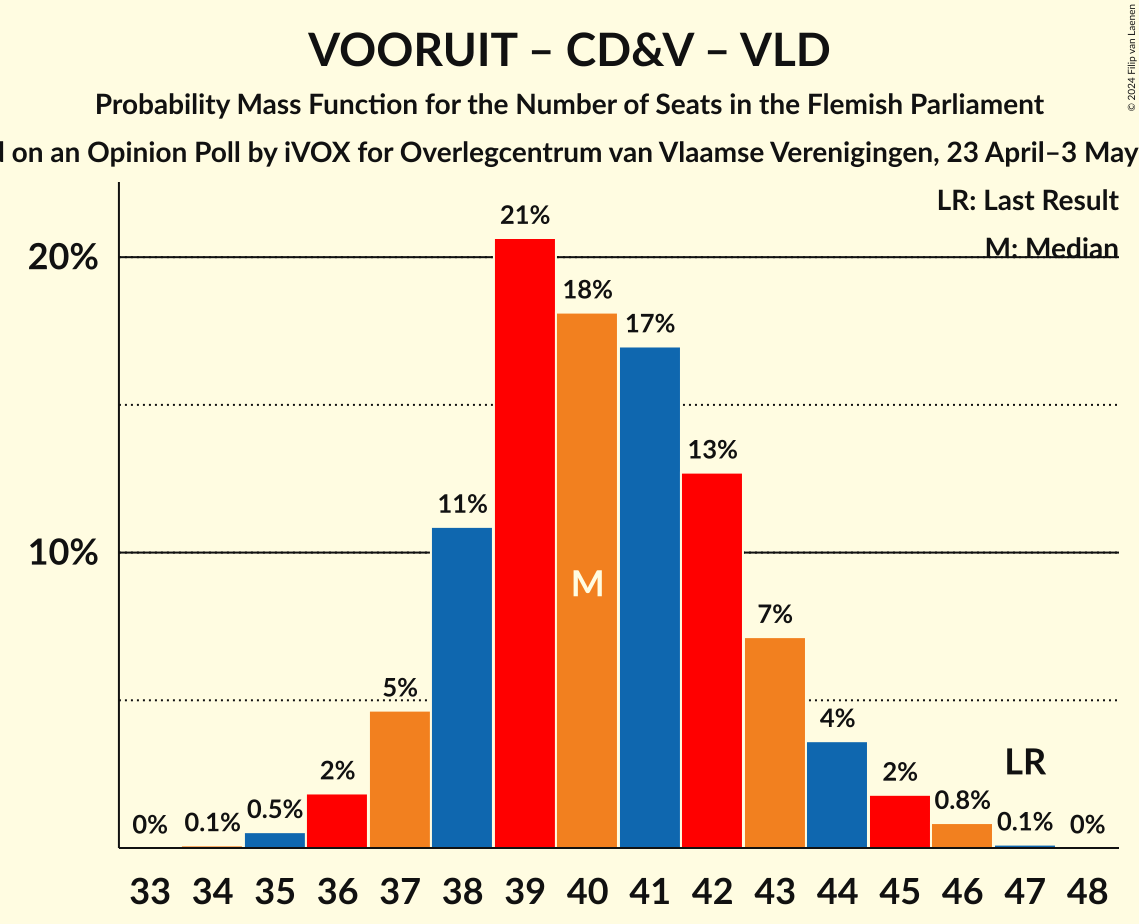 © 2024 Filip van Laenen
VOORUIT – CD&V – VLD
Probability Mass Function for the Number of Seats in the Flemish Parliament
on an Opinion Poll by iVOX for Overlegcentrum van Vlaamse Verenigingen, 23 April–3 May
LR: Last Result
M: Median
20%
10%
0% 0.1% 0.5% 2% 5% 11% 21% 18% 17% 13% 7% 4% 2% 0.8% 0.1% 0%
M
LR
33 34 35 36 37 38 39 40 41 42 43 44 45 46 47 48